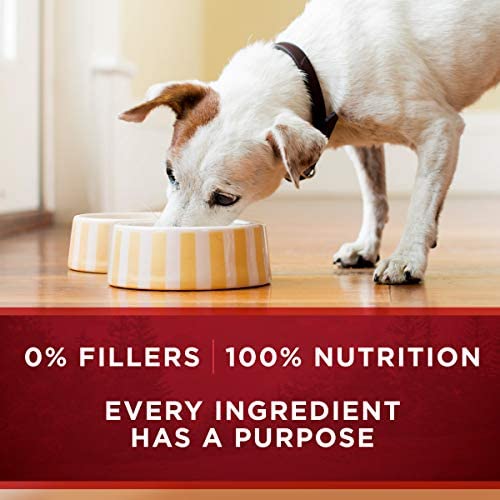 0% FILLERS | 100% NUTRITION
EVERY INGREDIENT
HAS A PURPOSE